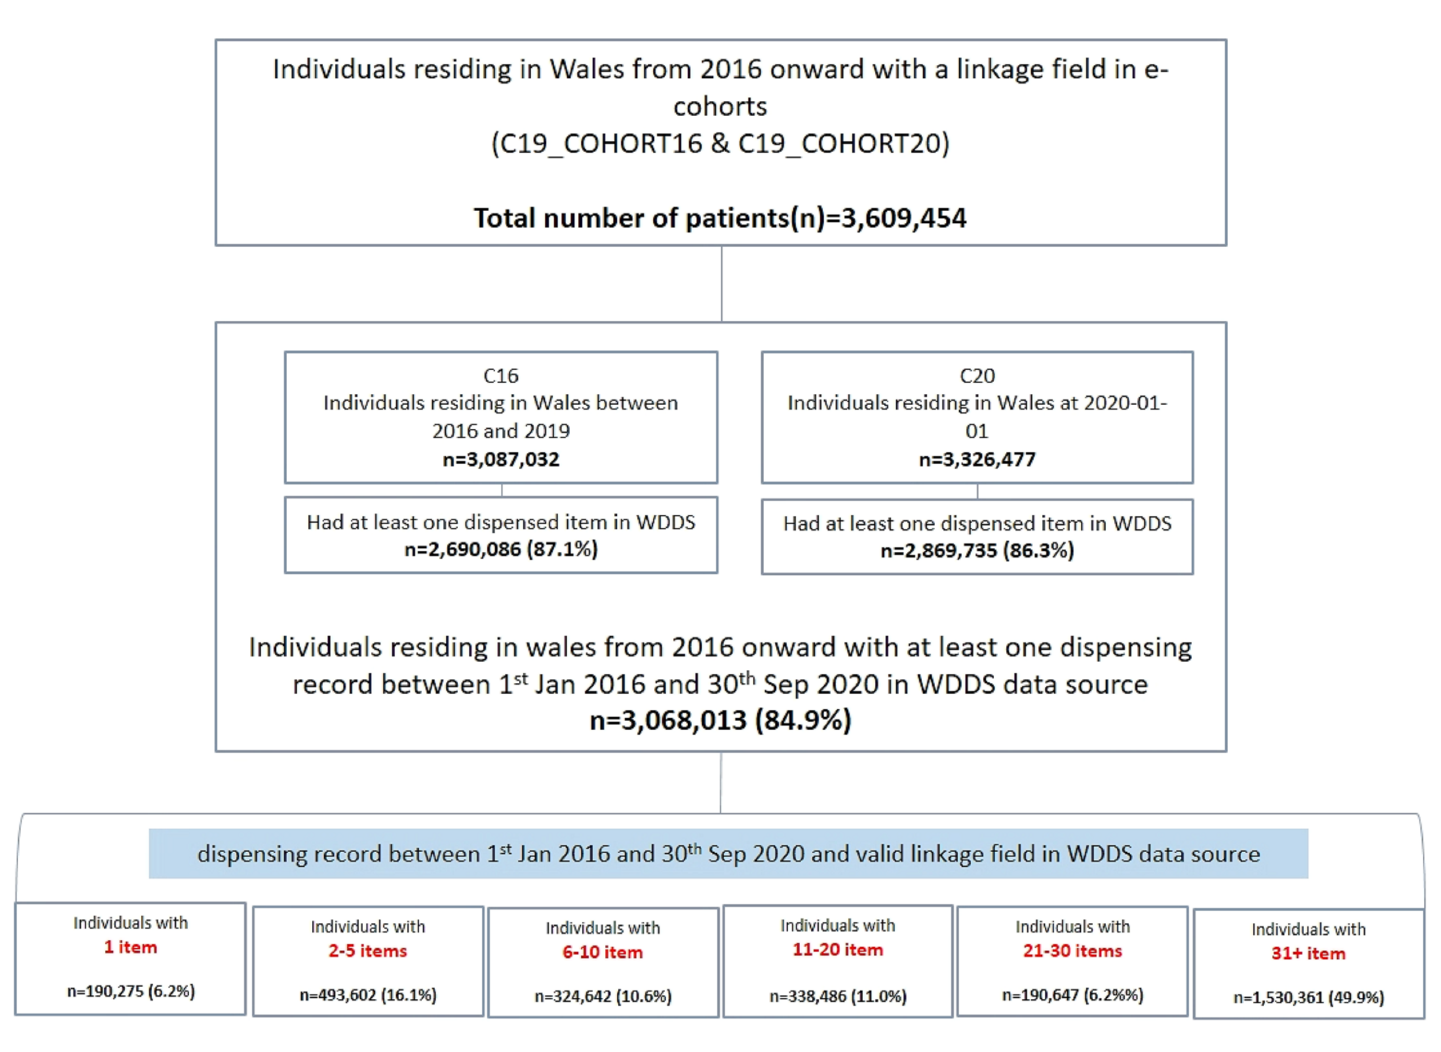 Individuals residing in Wales from 2016 onward with a linkage field in e-
cohorts
(C19_COHORT16 & C19_COHORT20)
Total number of patients(n)=3,609,454
C16
Individuals residing in Wales between
2016 and 2019
n=3,087,032
Had at least one dispensed item in WDDS
n=2,690,086 (87.1%)
C20
Individuals residing in Wales at 2020-01-
01
n=3,326,477
Had at least one dispensed item in WDDS
n=2,869,735 (86.3%)
Individuals residing in wales from 2016 onward with at least one dispensing
record between 1st Jan 2016 and 30th Sep 2020 in WDDS data source
n=3,068,013 (84.9%)
dispensing record between 1st Jan 2016 and 30th Sep 2020 and valid linkage field in WDDS data source
Individuals with
1 item
n=190,275 (6.2%)
Individuals with
2-5 items
n=493,602 (16.1%)
Individuals with
6-10 item
n=324,642 (10.6%)
Individuals with
11-20 item
n=338,486 (11.0%)
Individuals with
21-30 items
n=190,647 (6.2%%)
Individuals with
31+ item
n=1,530,361 (49.9%)